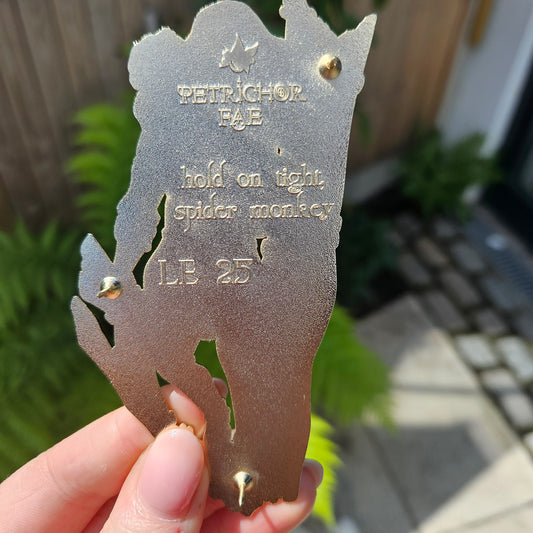 PETRICHOR
FAE
hold on tight,
spider monkey
LE 25